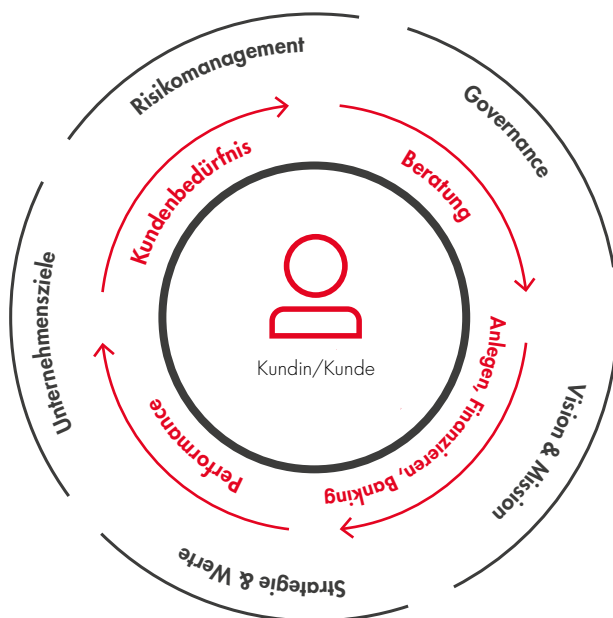 Risikomanagement
Governance
Vision & Mission
Strategie & Werte
Unternehmensziele
Kundenbedürfnis
Beratung
Anlegen, Finanzieren, Banking
Performance
Kundin/Kunde